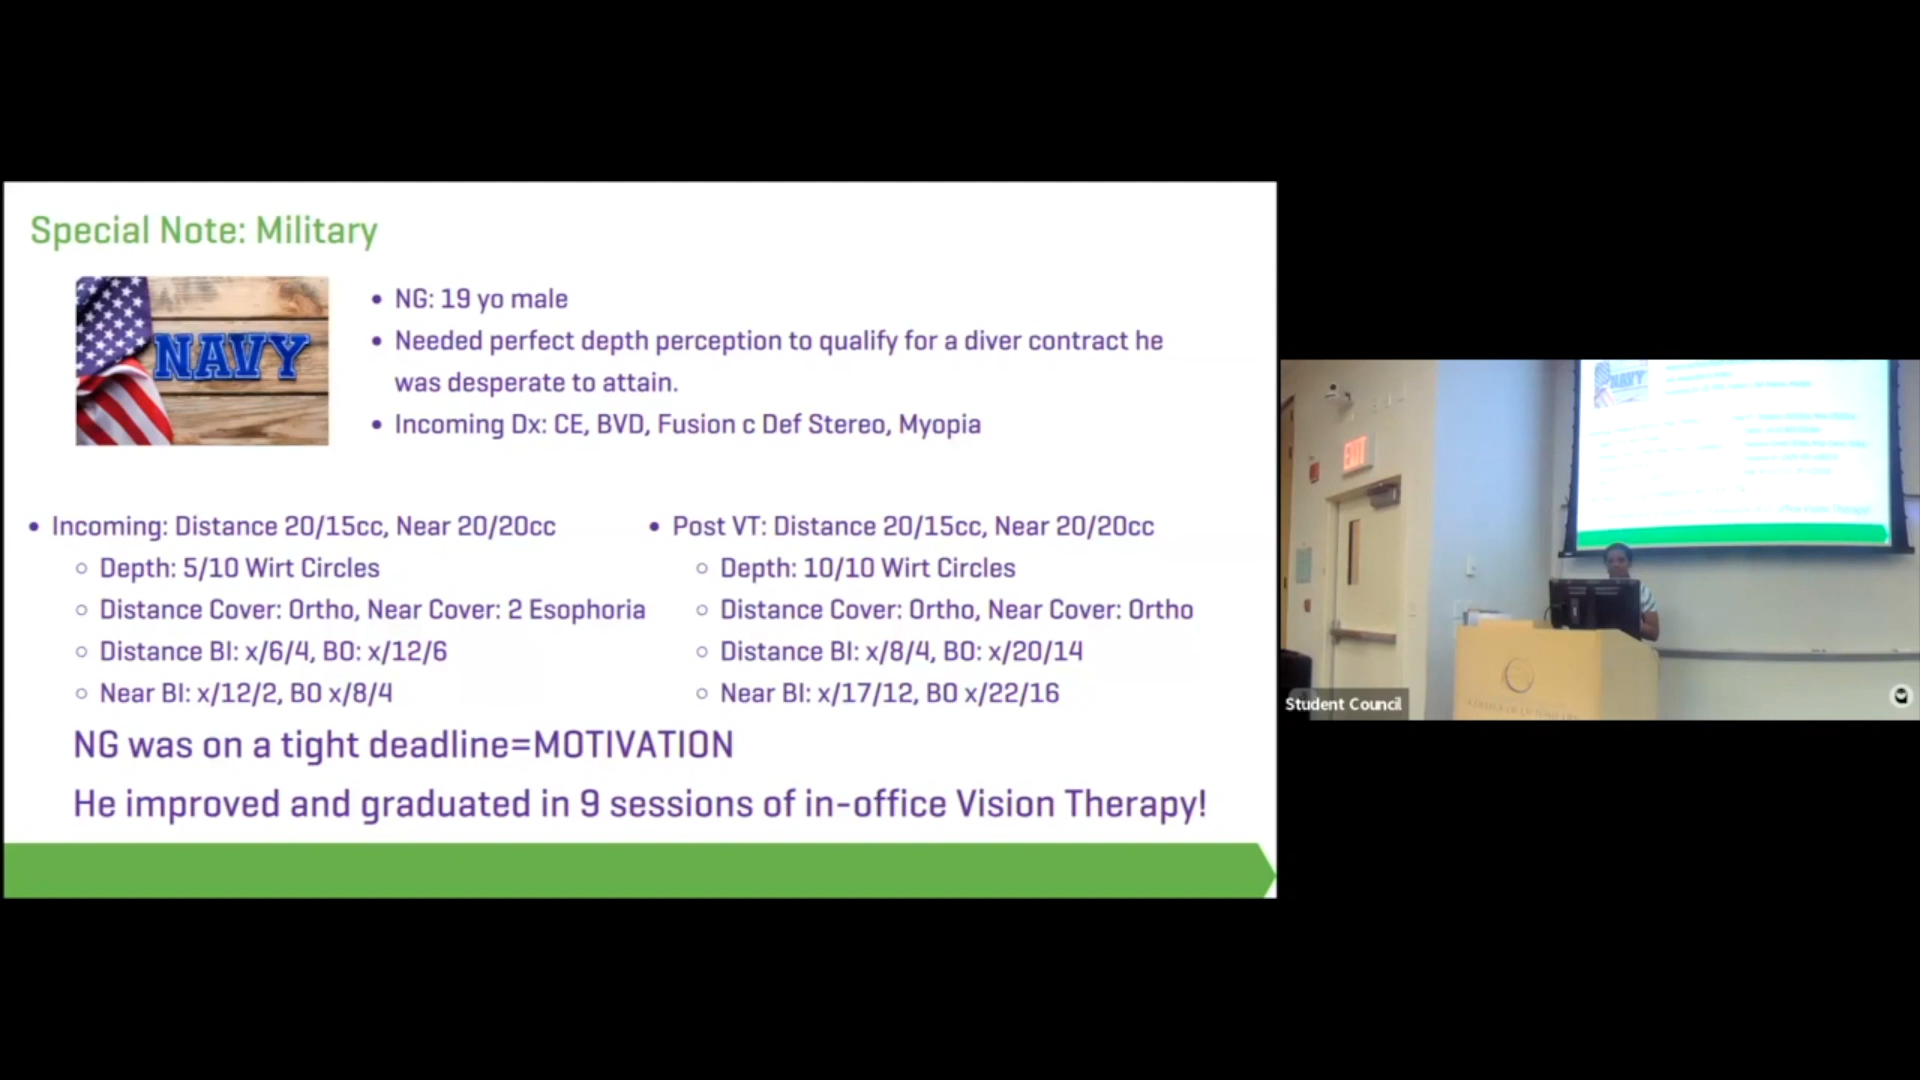 Special Note: Military
NAVY
• NG: 19 yo male
• Needed perfect depth perception to qualify for a diver contract he
was desperate to attain.
• Incoming Dx: CE, BVD, Fusion c Def Stereo, Myopia
• Incoming: Distance 20/15cc, Near 20/20cc
○ Depth: 5/10 Wirt Circles
○ Distance Cover: Ortho, Near Cover: 2 Esophoria
○ Distance BI: x/6/4, BO: x/12/6
○ Near BI: x/12/2, BO x/8/4
• Post VT: Distance 20/15cc, Near 20/20cc
○ Depth: 10/10 Wirt Circles
○ Distance Cover: Ortho, Near Cover: Ortho
○ Distance BI: x/8/4, BO: x/20/14
○ Near BI: x/17/12, BO x/22/16
NG was on a tight deadline=MOTIVATION
He improved and graduated in 9 sessions of in-office Vision Therapy!
NAVY
EXIT
Student Council